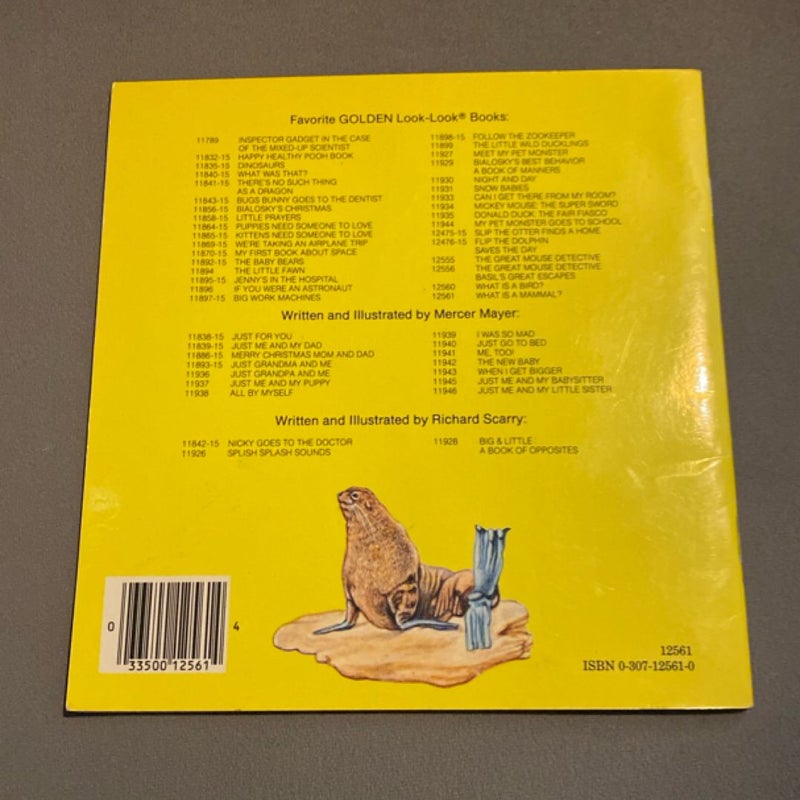 Favorite GOLDEN Look-Look® Books:
11789 INSPECTOR GADGET IN THE CASE
OF THE MIXED-UP SCIENTIST
11832-15 HAPPY HEALTHY POOH BOOK
11835-15 DINOSAURS
11840-15 WHAT WAS THAT?
11841-15 THERE'S NO SUCH THING
AS A DRAGON
11843-15 BUGS BUNNY GOES TO THE DENTIST
11856-15 BIALOSKY'S CHRISTMAS
11858-15 LITTLE PRAYERS
11864-15 PUPPIES NEED SOMEONE TO LOVE
11865-15 KITTENS NEED SOMEONE TO LOVE
11869-15 WE'RE TAKING AN AIRPLANE TRIP
11870-15 MY FIRST BOOK ABOUT SPACE
11892-15 THE BABY BEARS
11894 THE LITTLE FAWN
11895-15 JENNY'S IN THE HOSPITAL
11896 IF YOU WERE AN ASTRONAUT
11897-15 BIG WORK MACHINES
11898-15 FOLLOW THE ZOOKEEPER
11899 THE LITTLE WILD DUCKLINGS
11927 MEET MY PET MONSTER
11929 BIALOSKY'S BEST BEHAVIOR
A BOOK OF MANNERS
11930 NIGHT AND DAY
11931 SNOW BABIES
11933 CAN I GET THERE FROM MY ROOM?
11934 MICKEY MOUSE: THE SUPER SWORD
11935 DONALD DUCK: THE FAIR FIASCO
11944 MY PET MONSTER GOES TO SCHOOL
12475-15 SLIP THE OTTER FINDS A HOME
12476-15 FLIP THE DOLPHIN
SAVES THE DAY
12555 THE GREAT MOUSE DETECTIVE
12556 THE GREAT MOUSE DETECTIVE
BASIL'S GREAT ESCAPES
12560 WHAT IS A BIRD?
12561 WHAT IS A MAMMAL?
Written and Illustrated by Mercer Mayer:
11838-15 JUST FOR YOU
11839-15 JUST ME AND MY DAD
11886-15 MERRY CHRISTMAS MOM AND DAD
11893-15 JUST GRANDMA AND ME
11936 JUST GRANDPA AND ME
11937 JUST ME AND MY PUPPY
11938 ALL BY MYSELF
11939 I WAS SO MAD
11940 JUST GO TO BED
11941 ME, TOO!
11942 THE NEW BABY
11943 WHEN I GET BIGGER
11945 JUST ME AND MY BABYSITTER
11946 JUST ME AND MY LITTLE SISTER
Written and Illustrated by Richard Scarry:
11842-15 NICKY GOES TO THE DOCTOR
11926 SPLISH SPLASH SOUNDS
11928 BIG & LITTLE
A BOOK OF OPPOSITES
0 33500 12561 4
12561
ISBN 0-307-12561-0